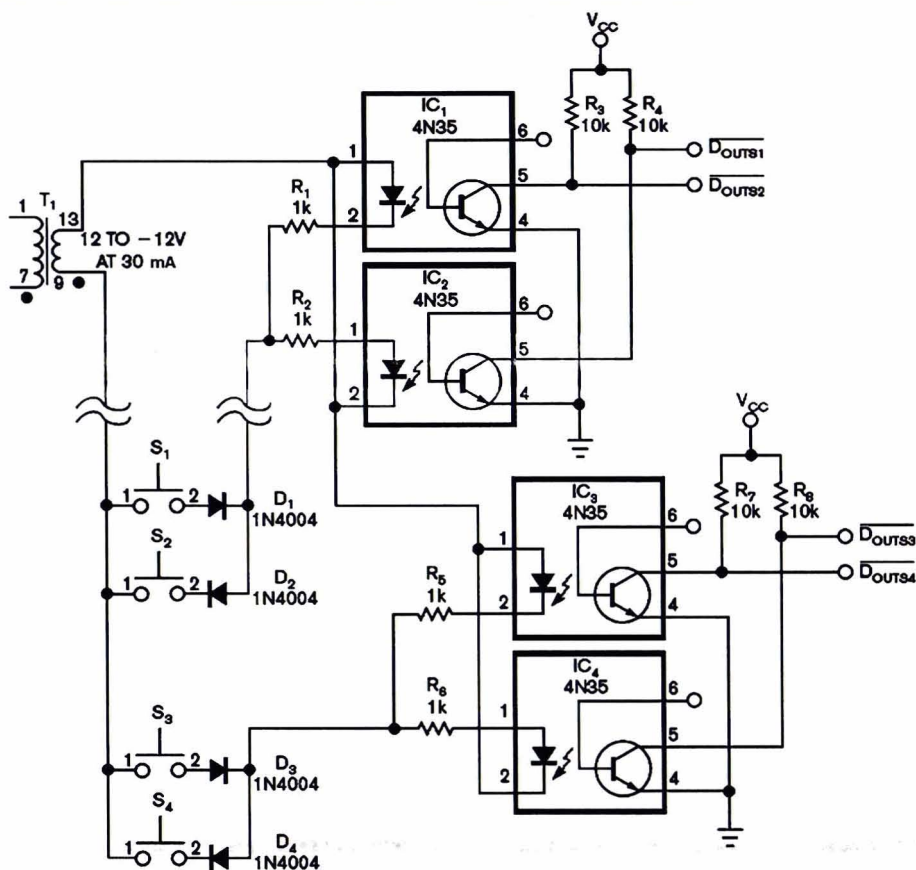 VCC
IC1
4N35
R3
10k
R4
10k
6
1
DOUTS1
5
DOUTS2
T1
1
13
R1
1k
2
4
12 TO –12V
AT 30 mA
7
9
IC2
4N35
R2
1k
6
1
5
2
4
VCC
S1
1
2
D1
1N4004
IC3
4N35
R7
10k
R8
10k
6
S2
1
DOUTS3
1
2
D2
1N4004
R5
1k
5
DOUTS4
2
4
R6
1k
IC4
4N35
6
S3
1
5
1
2
D3
1N4004
2
4
S4
1
2
D4
1N4004